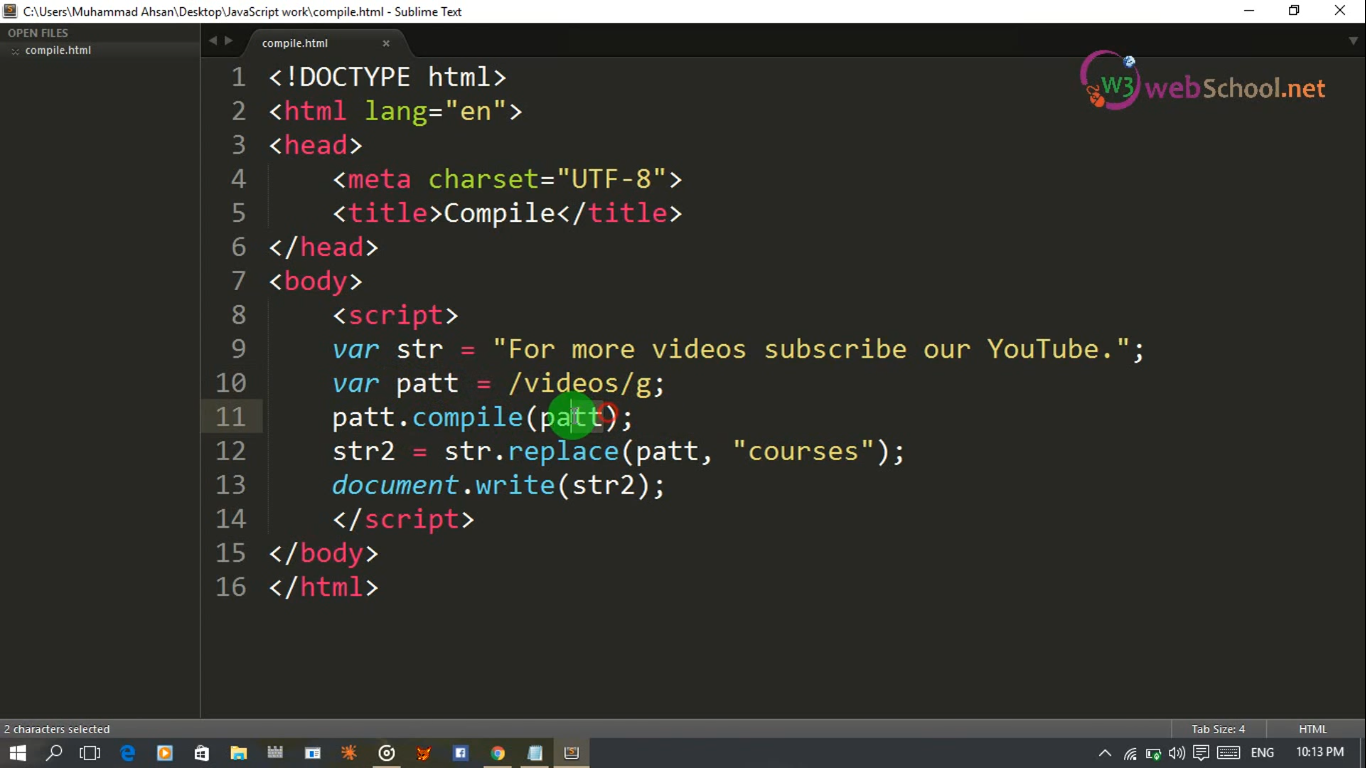 C:\Users\Muhammad Ahsan\Desktop\JavaScript work\compile.html - Sublime Text
OPEN FILES
compile.html
compile.html
W3 webSchool.net
1 <!DOCTYPE html>
2 <html lang="en">
3 <head>
4 <meta charset="UTF-8">
5 <title>Compile</title>
6 </head>
7 <body>
8 <script>
9 var str = "For more videos subscribe our YouTube.";
10 var patt = /videos/g;
11 patt.compile(patt);
12 str2 = str.replace(patt, "courses");
13 document.write(str2);
14 </script>
15 </body>
16 </html>
2 characters selected
Tab Size: 4
HTML
ENG
10:13 PM